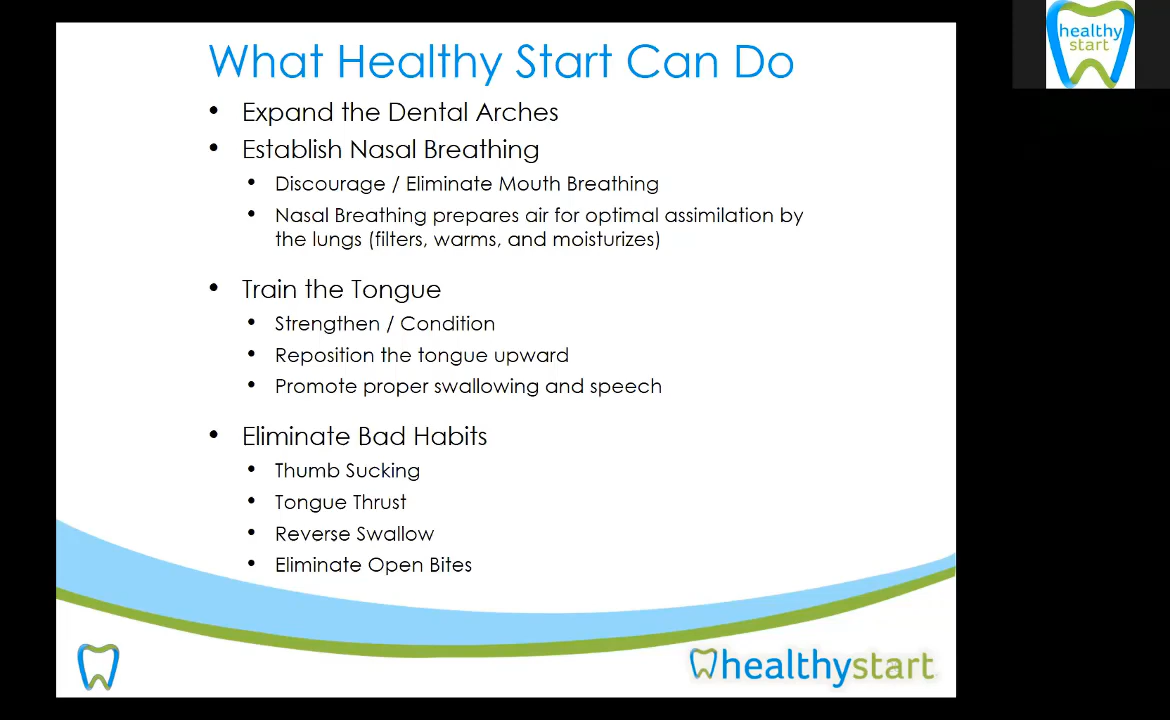 What Healthy Start Can Do
• Expand the Dental Arches
• Establish Nasal Breathing
• Discourage / Eliminate Mouth Breathing
• Nasal Breathing prepares air for optimal assimilation by
the lungs (filters, warms, and moisturizes)
• Train the Tongue
• Strengthen / Condition
• Reposition the tongue upward
• Promote proper swallowing and speech
• Eliminate Bad Habits
• Thumb Sucking
• Tongue Thrust
• Reverse Swallow
• Eliminate Open Bites
healthystart
healthy
start